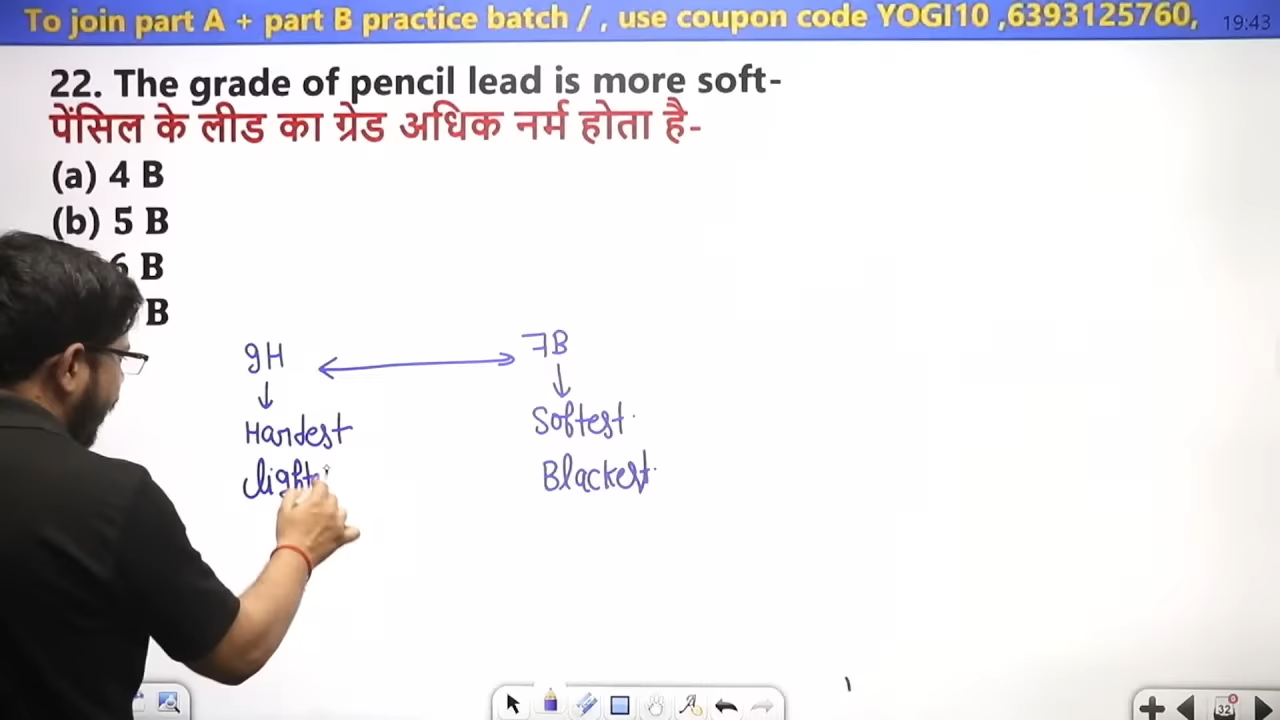 To join part A + part B practice batch / , use coupon code YOGI10 ,6393125760,
19:43
22. The grade of pencil lead is more soft-
पेंसिल के लीड का ग्रेड अधिक नर्म होता है-
(a) 4 B
(b) 5 B
6 B
B
9H 7B
Hardest Softest
Blackest
32